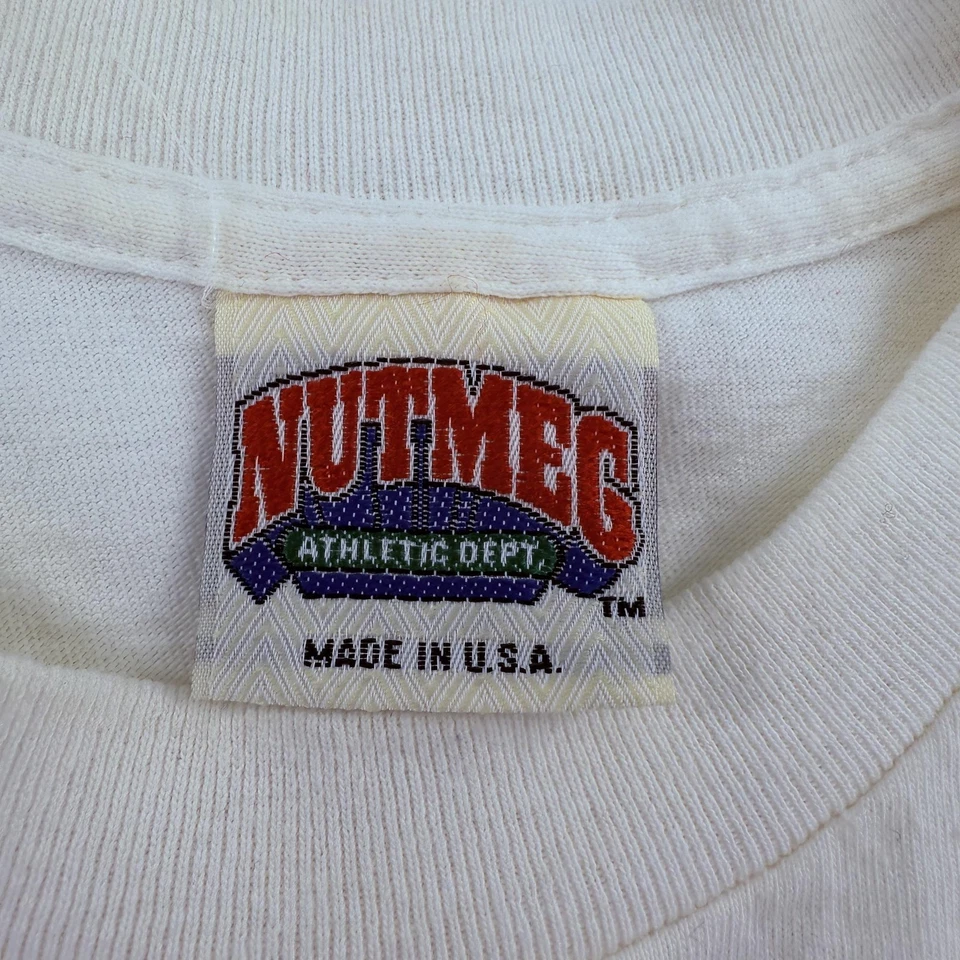 NUTMEG
ATHLETIC DEPT.
TM
MADE IN U.S.A.